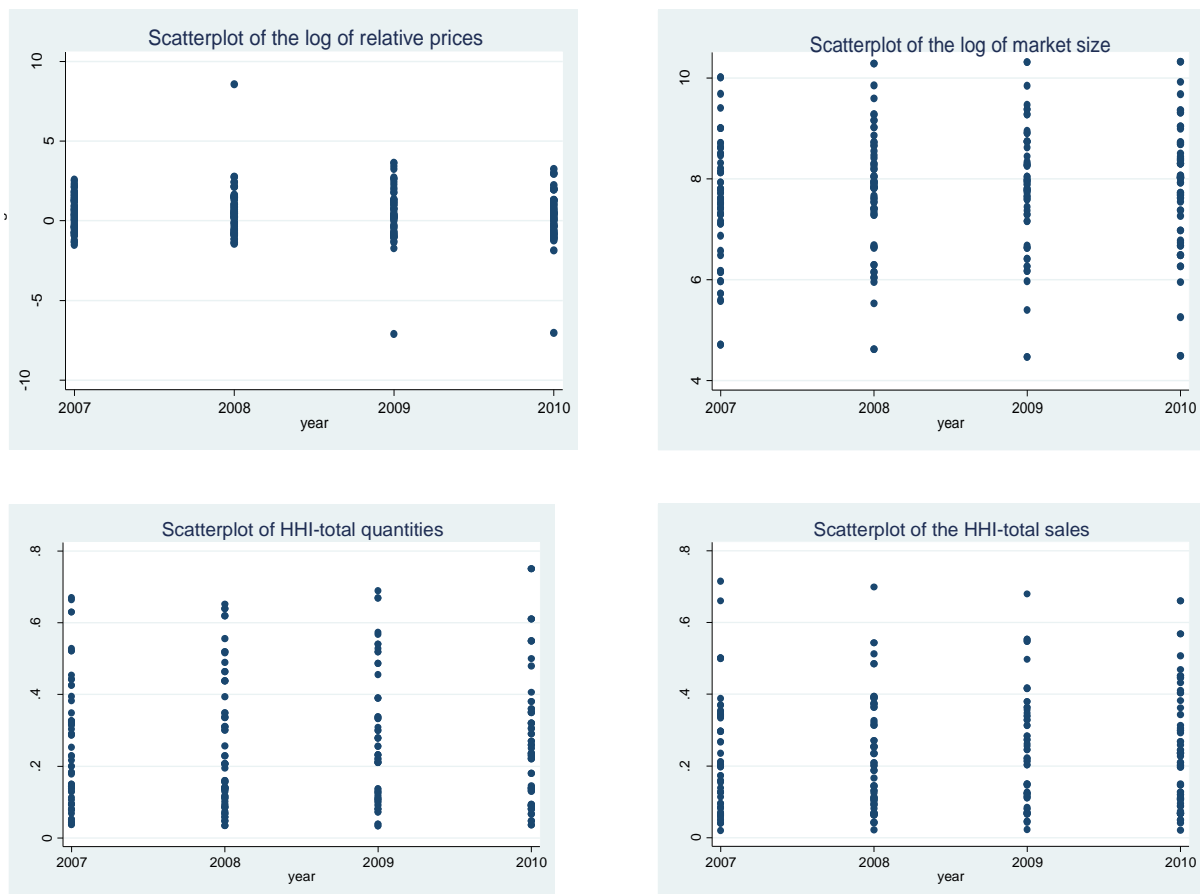 Scatterplot of the log of relative prices
10
5
0
-5
-10
2007 2008 2009 2010
year
Scatterplot of the log of market size
10
8
6
4
2007 2008 2009 2010
year
Scatterplot of HHI-total quantities
.8
.6
.4
.2
0
2007 2008 2009 2010
year
Scatterplot of the HHI-total sales
.8
.6
.4
.2
0
2007 2008 2009 2010
year